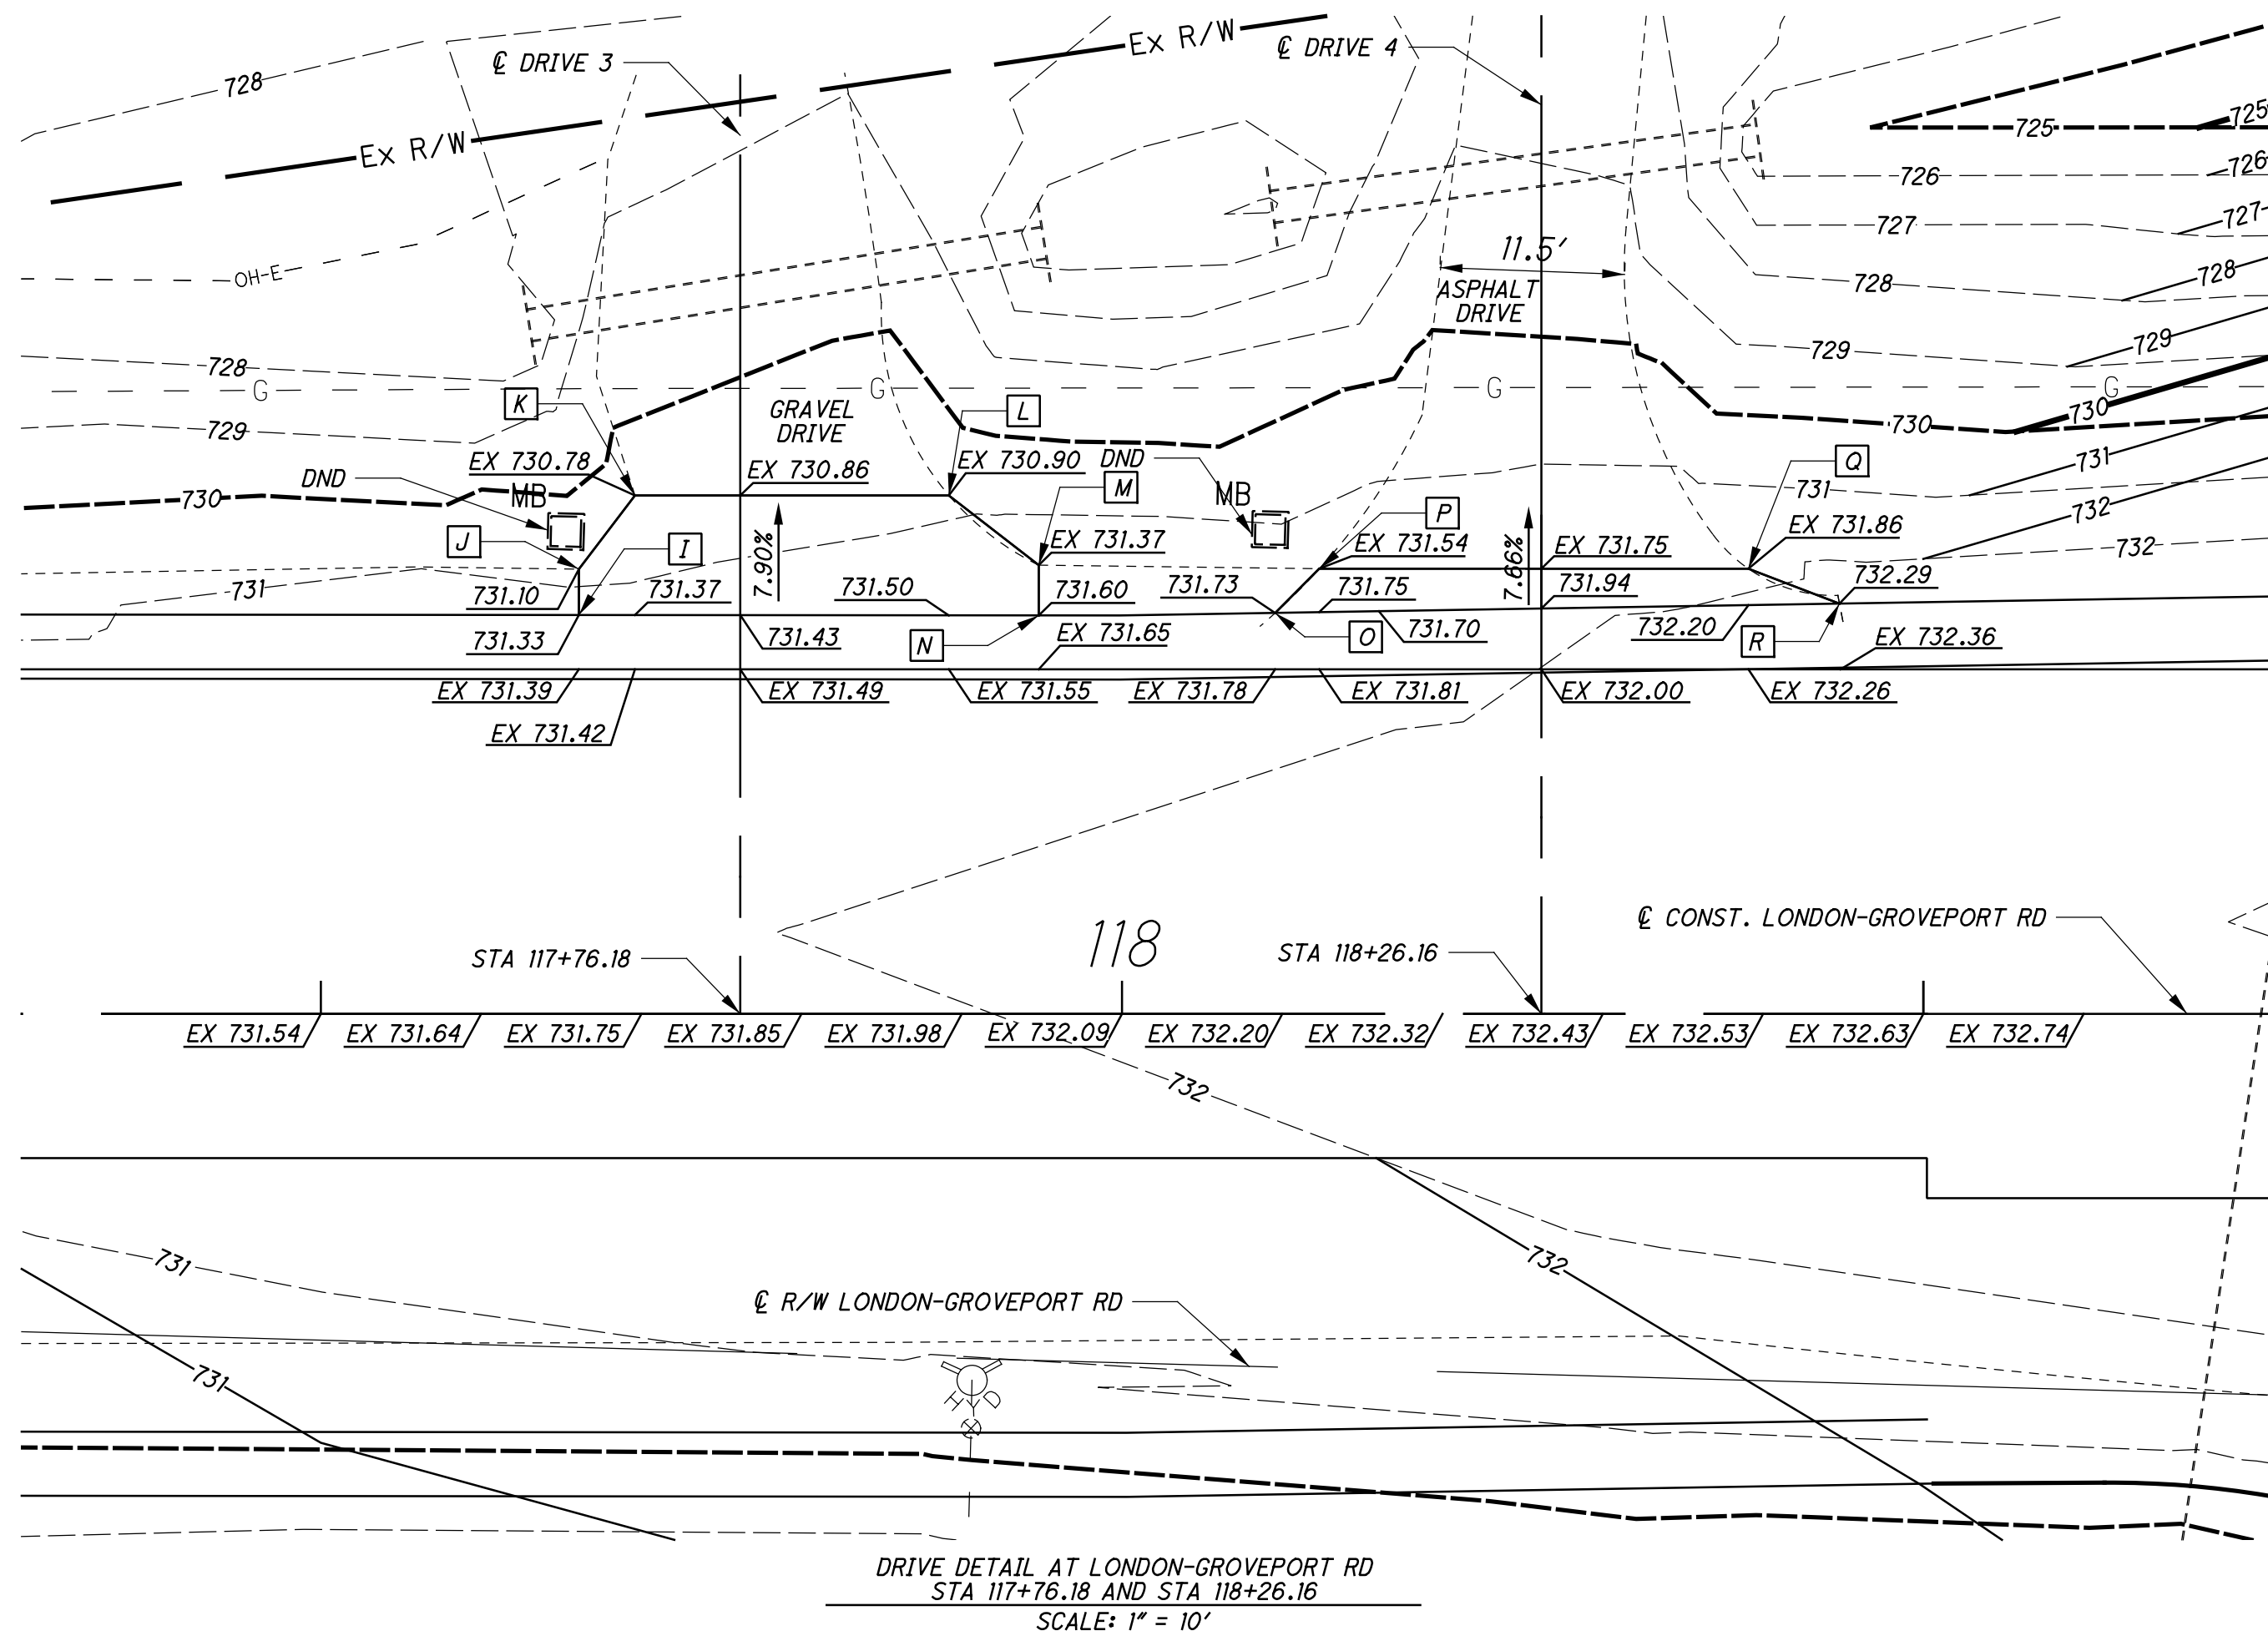 Ex R/W
℄ DRIVE 4
℄ DRIVE 3
728
725
725
Ex R/W
726
726
727
727
11.5'
OH-E
728
728
ASPHALT
DRIVE
729
729
728
G
G
G
G
K
GRAVEL
DRIVE
L
730
730
729
EX 730.78
EX 730.86
EX 730.90
DND
Q
731
DND
MB
MB
M
731
730
P
732
EX 731.86
J
I
7.90%
EX 731.37
EX 731.54
7.66%
EX 731.75
732
731
731.10
731.37
731.50
731.60
731.73
731.75
731.94
732.29
731.33
731.43
N
EX 731.65
O
731.70
732.20
R
EX 732.36
EX 731.39
EX 731.49
EX 731.55
EX 731.78
EX 731.81
EX 732.00
EX 732.26
EX 731.42
℄ CONST. LONDON-GROVEPORT RD
118
STA 117+76.18
STA 118+26.16
EX 731.54
EX 731.64
EX 731.75
EX 731.85
EX 731.98
EX 732.09
EX 732.20
EX 732.32
EX 732.43
EX 732.53
EX 732.63
EX 732.74
732
731
732
℄ R/W LONDON-GROVEPORT RD
731
HYD
DRIVE DETAIL AT LONDON-GROVEPORT RD
STA 117+76.18 AND STA 118+26.16
SCALE: 1" = 10'